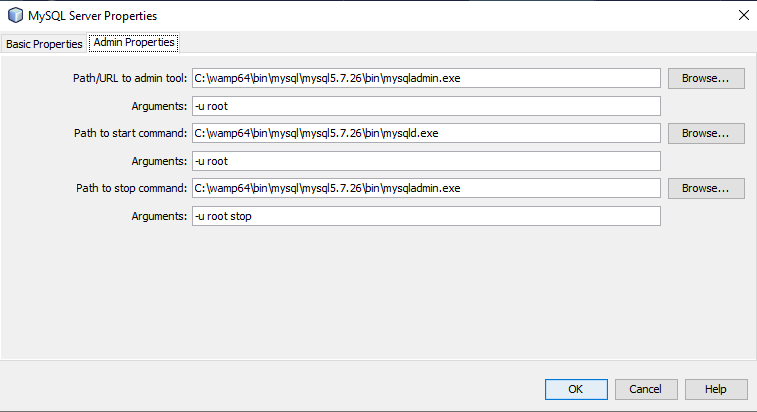 MySQL Server Properties
Basic Properties Admin Properties
Path/URL to admin tool: C:\wamp64\bin\mysql\mysql5.7.26\bin\mysqladmin.exe Browse...
Arguments: -u root
Path to start command: C:\wamp64\bin\mysql\mysql5.7.26\bin\mysqld.exe Browse...
Arguments: -u root
Path to stop command: C:\wamp64\bin\mysql\mysql5.7.26\bin\mysqladmin.exe Browse...
Arguments: -u root stop
OK Cancel Help